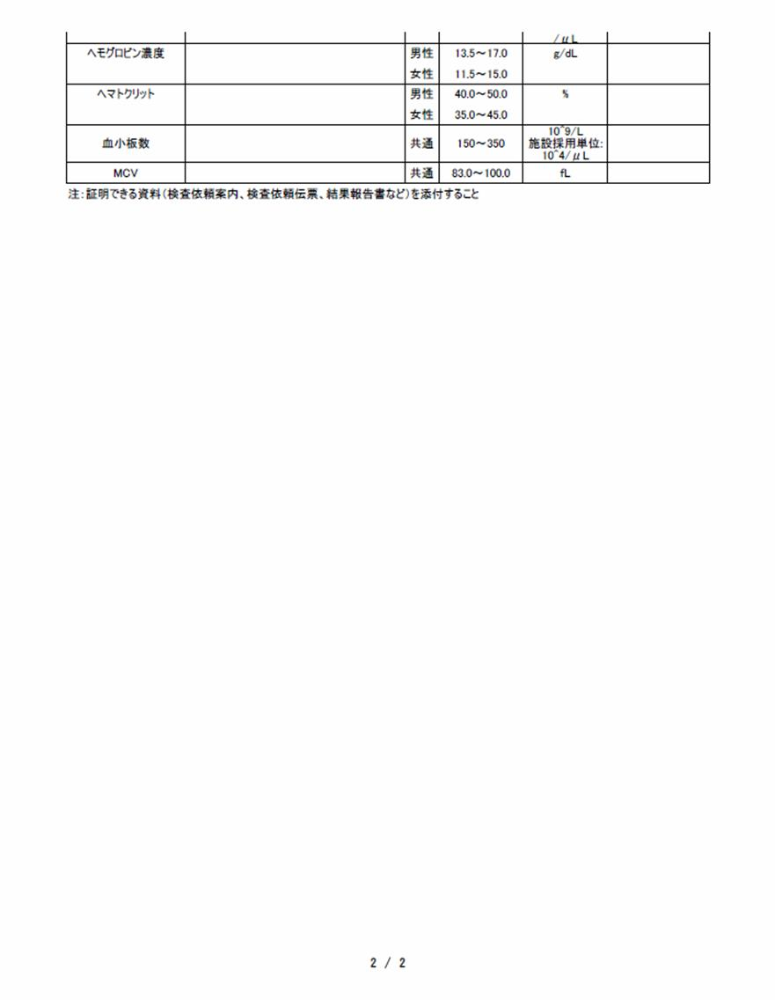 /μL
ヘモグロビン濃度 男性 13.5～17.0 g/dL
女性 11.5～15.0
ヘマトクリット 男性 40.0～50.0 %
女性 35.0～45.0
血小板数 共通 150～350 10^9/L
施設採用単位:
10^4/μL
MCV 共通 83.0～100.0 fL
注:証明できる資料(検査依頼案内、検査依頼伝票、結果報告書など)を添付すること
2 / 2